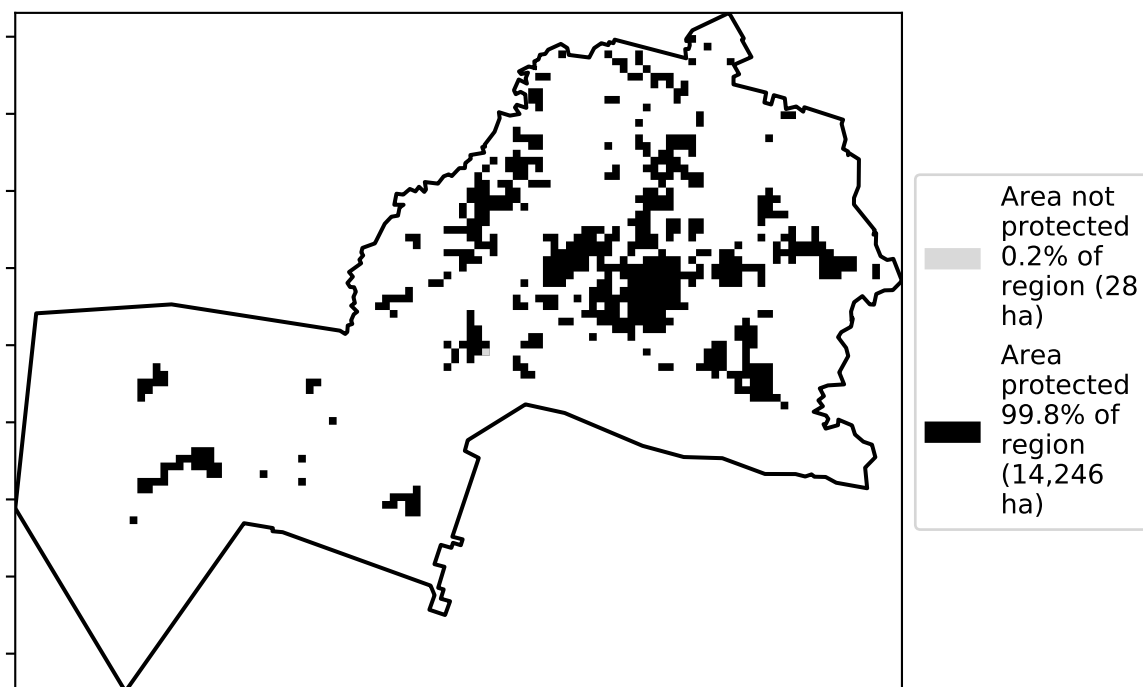 Area not
protected
0.2% of
region (28
ha)
Area
protected
99.8% of
region
(14,246
ha)